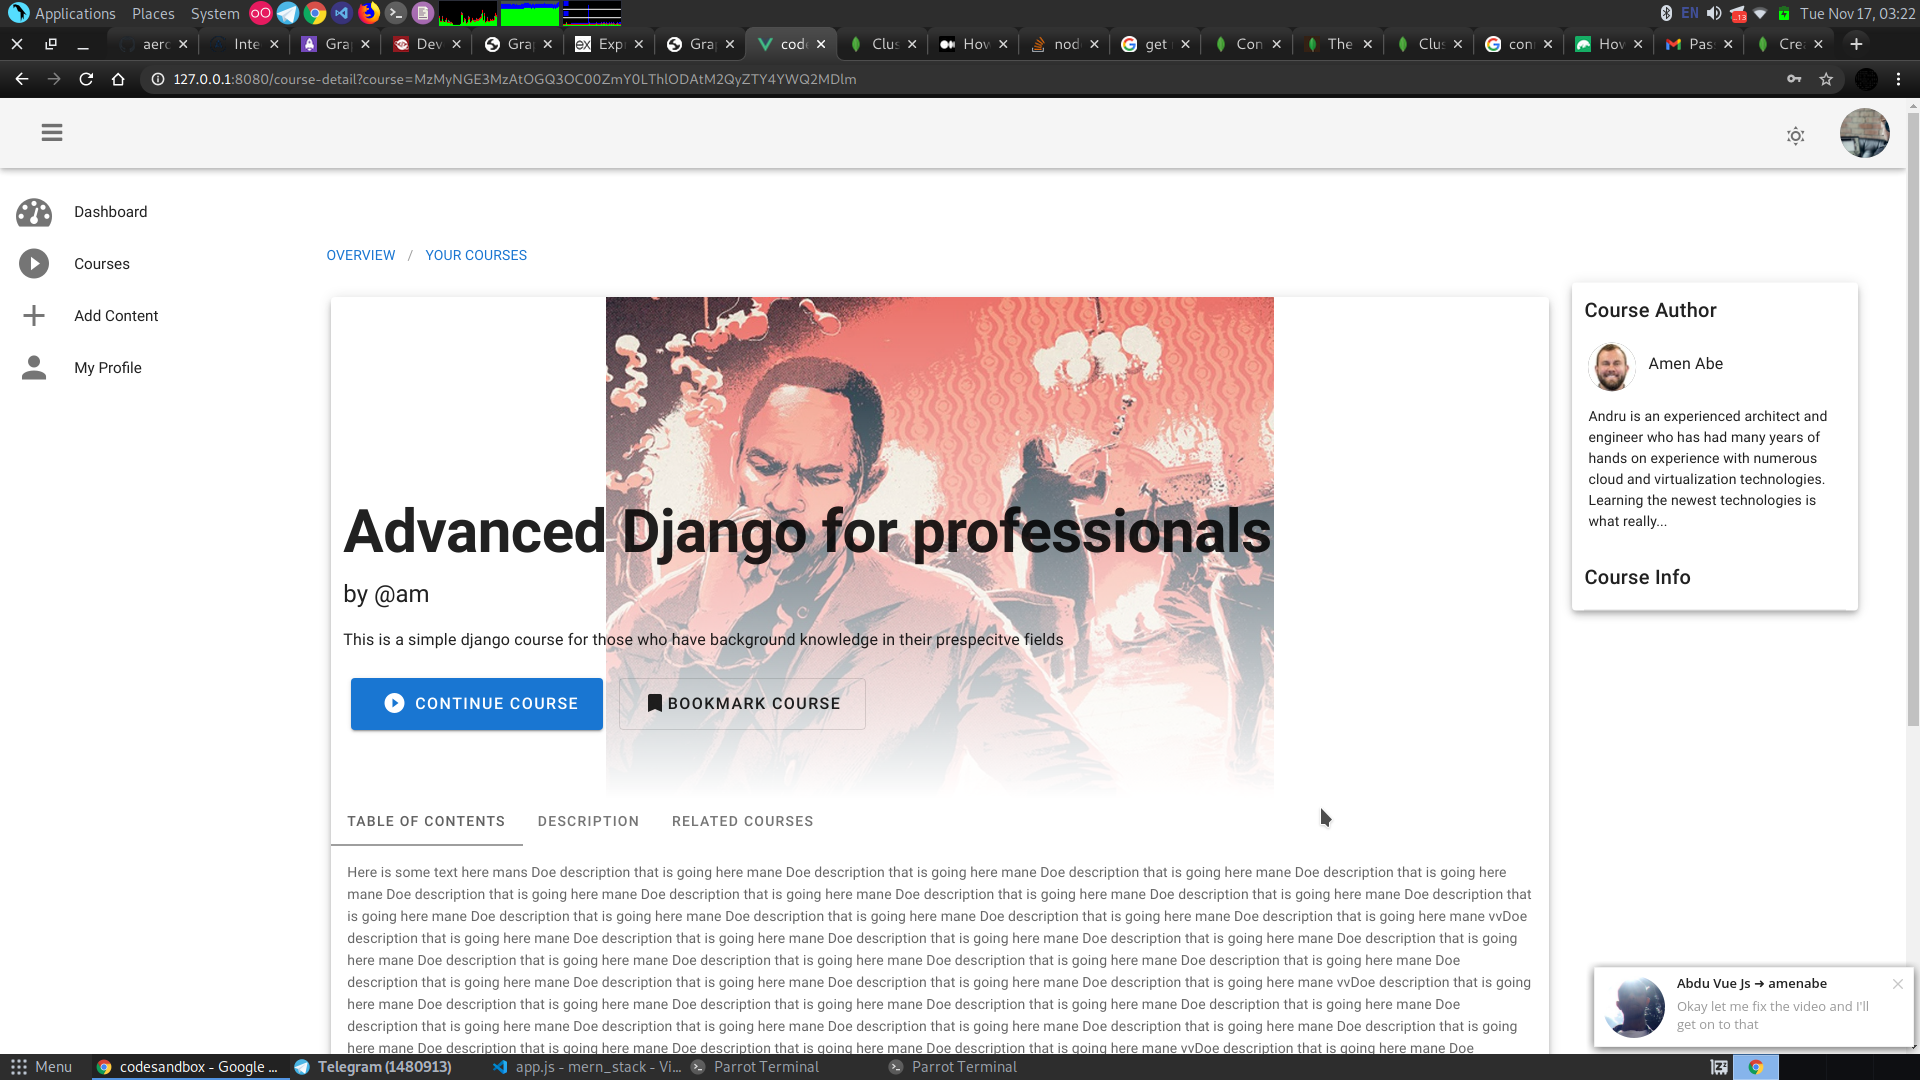 Applications Places System EN 13 Tue Nov 17, 03:22
aerc Inte Gra Dev Gra Exp Gra code Clus How nod get Con The Clus con How Pas Cre
127.0.0.1:8080/course-detail?course=MzMyNGE3MzAtOGQ3OC00ZmY0LThlODAtM2QyZTY4YWQ2MDlm
Dashboard
Courses
Add Content
My Profile
OVERVIEW / YOUR COURSES
Advanced Django for professionals
by @am
This is a simple django course for those who have background knowledge in their prespecitve fields
CONTINUE COURSE BOOKMARK COURSE
TABLE OF CONTENTS DESCRIPTION RELATED COURSES
Here is some text here mans Doe description that is going here mane Doe description that is going here mane Doe description that is going here mane Doe description that is going here
mane Doe description that is going here mane Doe description that is going here mane Doe description that is going here mane Doe description that is going here mane Doe description that
is going here mane Doe description that is going here mane Doe description that is going here mane Doe description that is going here mane Doe description that is going here mane vvDoe
description that is going here mane Doe description that is going here mane Doe description that is going here mane Doe description that is going here mane Doe description that is going
here mane Doe description that is going here mane Doe description that is going here mane Doe description that is going here mane Doe description that is going here mane Doe
description that is going here mane Doe description that is going here mane Doe description that is going here mane Doe description that is going here mane vvDoe description that is going
here mane Doe description that is going here mane Doe description that is going here mane Doe description that is going here mane Doe description that is going here mane Doe
description that is going here mane Doe description that is going here mane Doe description that is going here mane Doe description that is going here mane Doe description that is going
here mane Doe description that is going here mane Doe description that is going here mane Doe description that is going here mane vvDoe description that is going here mane Doe
Course Author
Amen Abe
Andru is an experienced architect and
engineer who has had many years of
hands on experience with numerous
cloud and virtualization technologies.
Learning the newest technologies is
what really...
Course Info
Abdu Vue Js ➜ amenabe
Okay let me fix the video and I'll
get on to that
Menu codesandbox - Google ... Telegram (1480913) app.js - mern_stack - Vi... Parrot Terminal Parrot Terminal